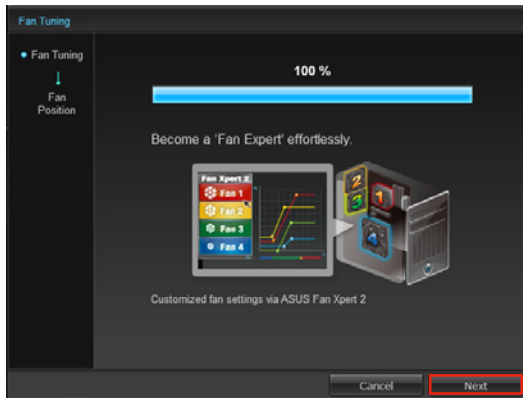 Fan Tuning
Fan Tuning
Fan
Position
100 %
Become a 'Fan Expert' effortlessly.
Fan Xpert 2
Fan 1
Fan 2
Fan 3
Fan 4
2
3
1
4
Customized fan settings via ASUS Fan Xpert 2
Cancel
Next